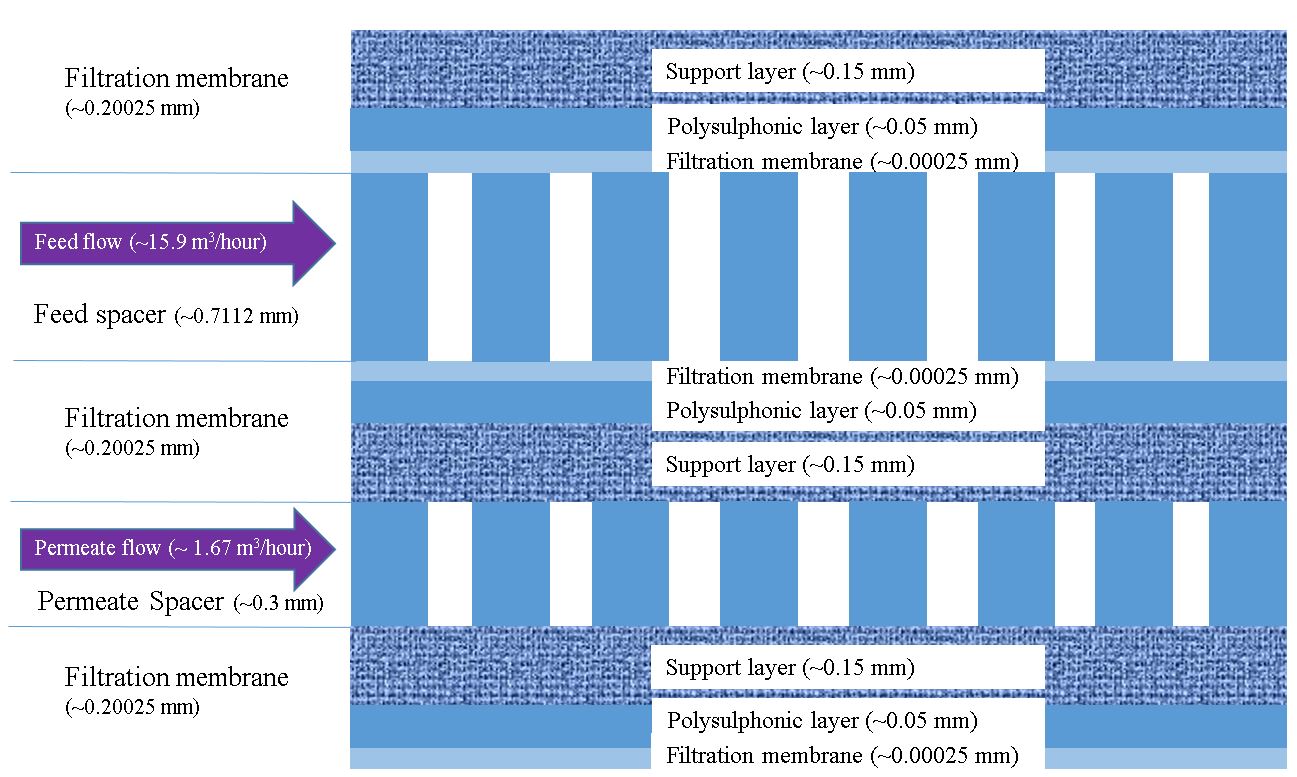 Filtration membrane
(~0.20025 mm)
Support layer (~0.15 mm)
Polysulphonic layer (~0.05 mm)
Filtration membrane (~0.00025 mm)
Feed flow (~15.9 m³/hour)
Feed spacer (~0.7112 mm)
Filtration membrane (~0.00025 mm)
Polysulphonic layer (~0.05 mm)
Filtration membrane
(~0.20025 mm)
Support layer (~0.15 mm)
Permeate flow (~ 1.67 m³/hour)
Permeate Spacer (~0.3 mm)
Filtration membrane
(~0.20025 mm)
Support layer (~0.15 mm)
Polysulphonic layer (~0.05 mm)
Filtration membrane (~0.00025 mm)